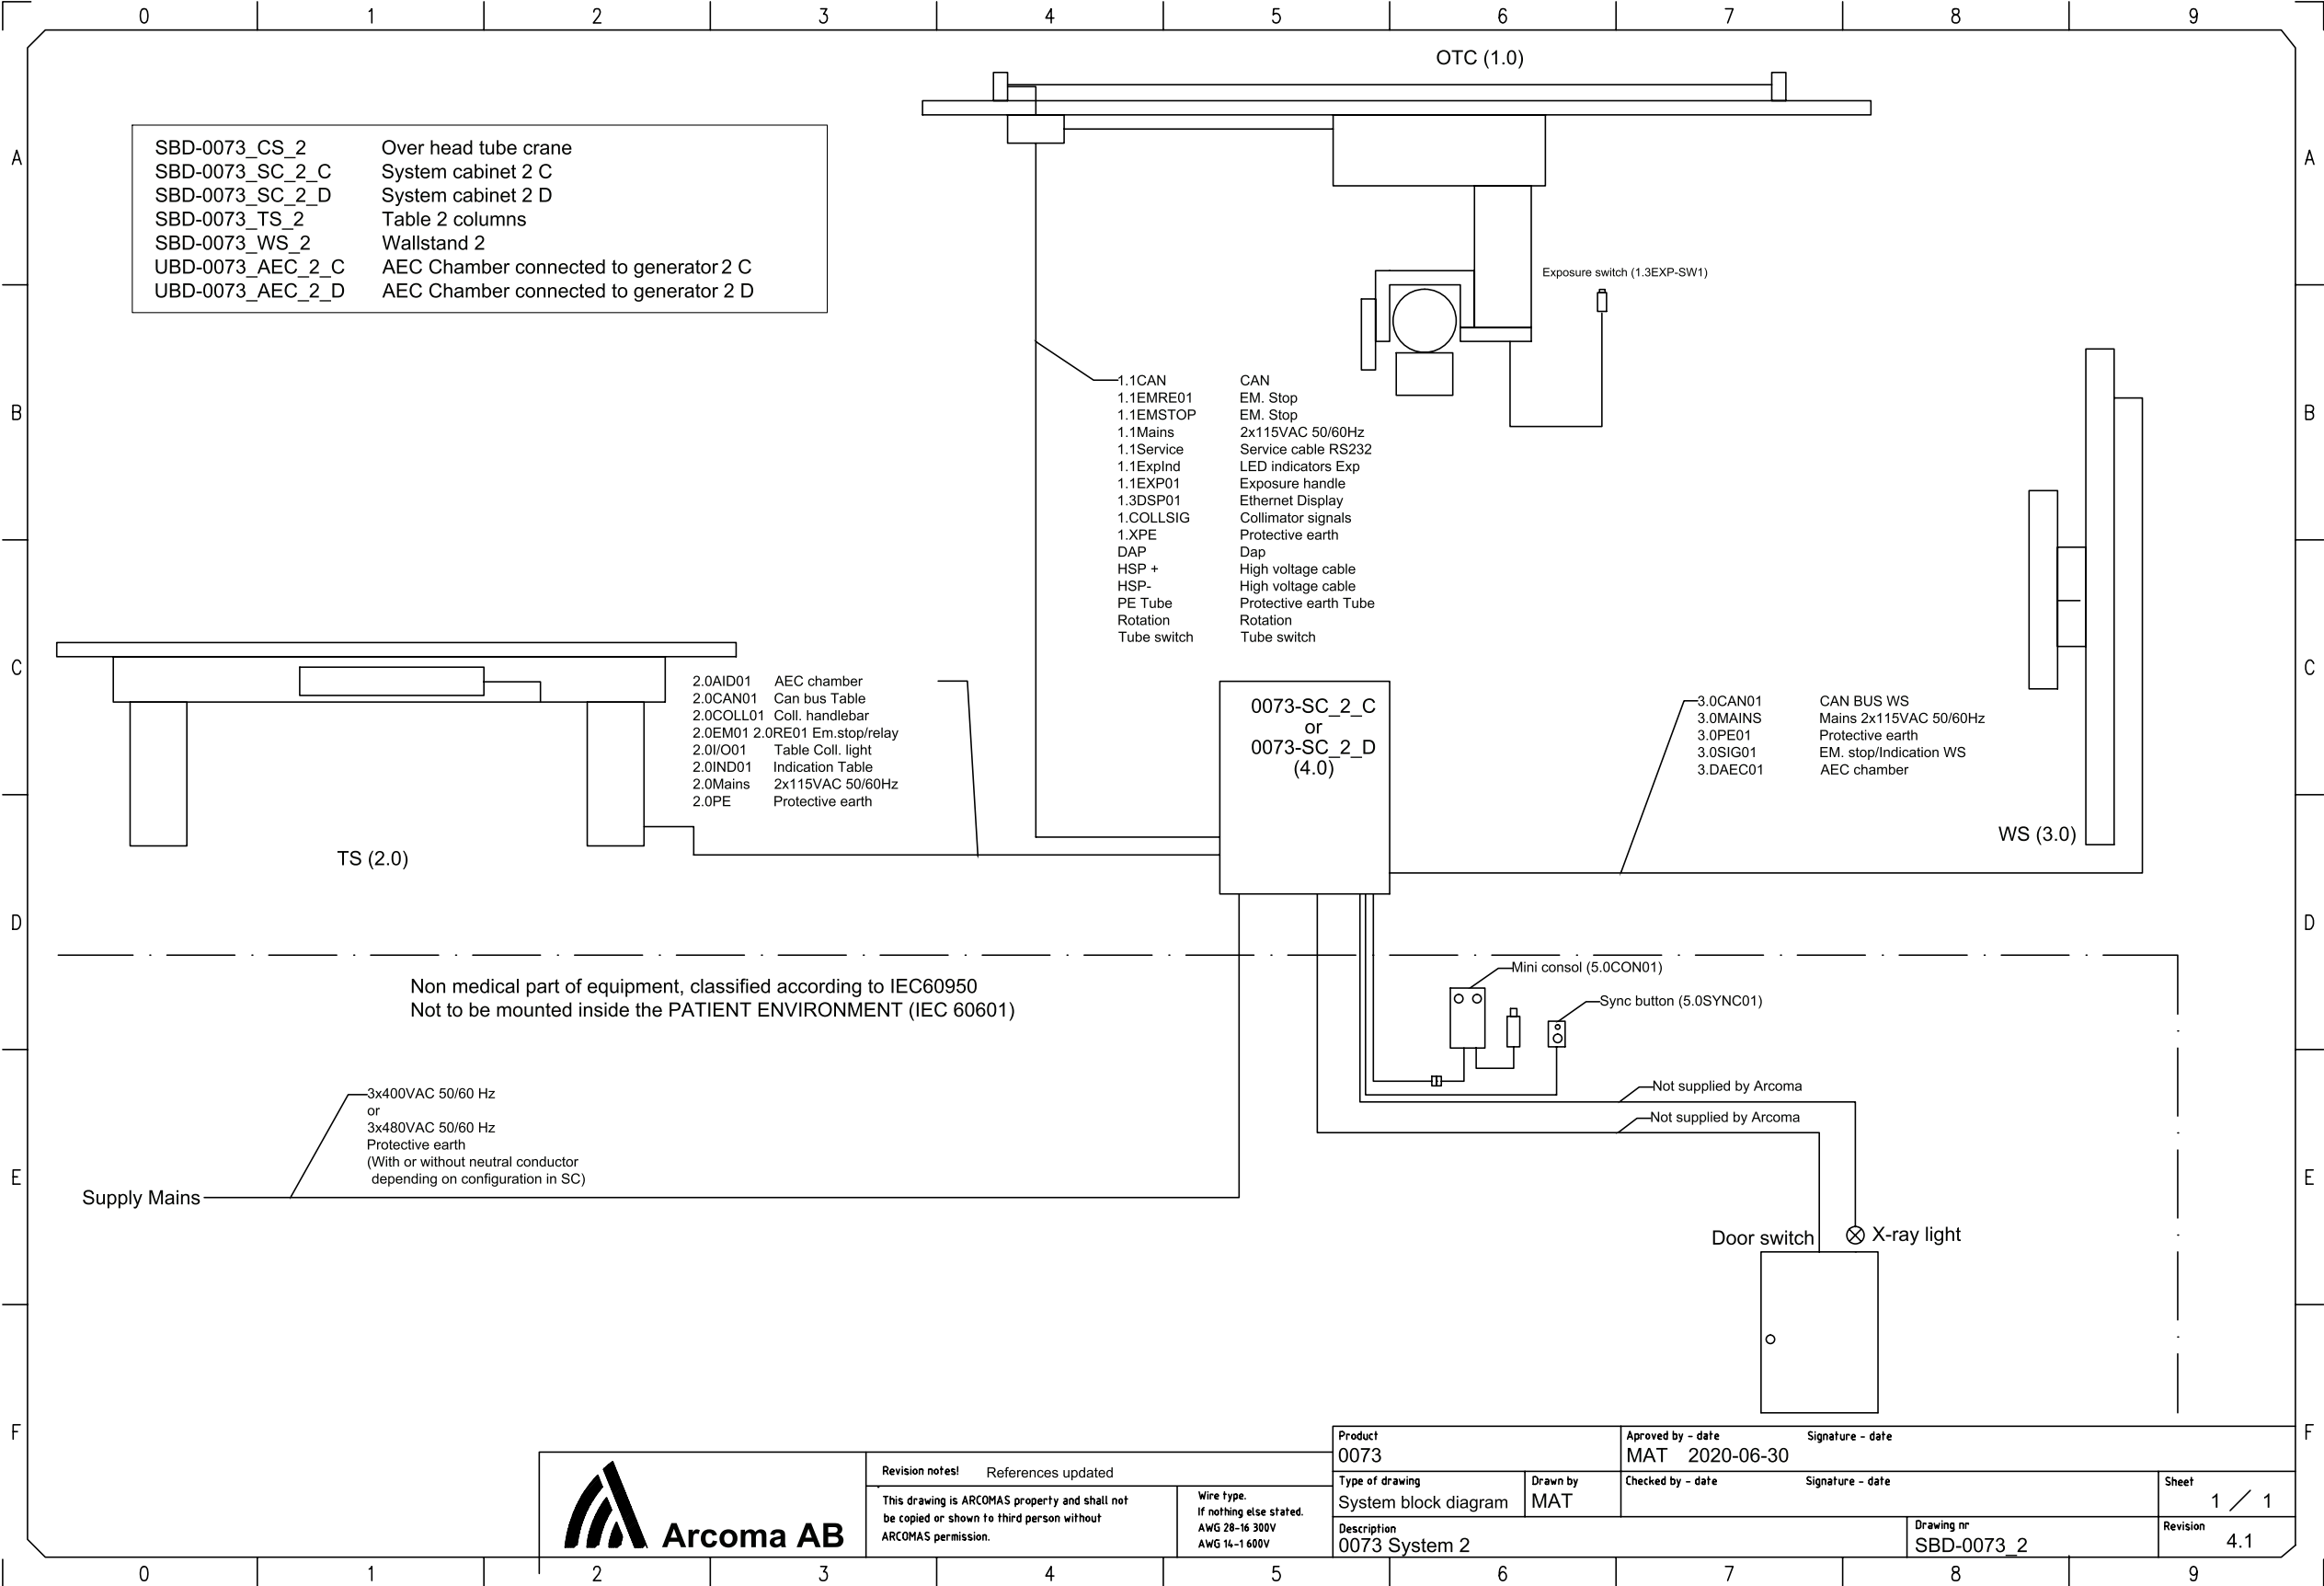 0 1 2 3 4 5 6 7 8 9
OTC (1.0)
A A
SBD-0073_CS_2 Over head tube crane
SBD-0073_SC_2_C System cabinet 2 C
SBD-0073_SC_2_D System cabinet 2 D
SBD-0073_TS_2 Table 2 columns
SBD-0073_WS_2 Wallstand 2
UBD-0073_AEC_2_C AEC Chamber connected to generator 2 C
UBD-0073_AEC_2_D AEC Chamber connected to generator 2 D
Exposure switch (1.3EXP-SW1)
B B
1.1CAN CAN
1.1EMRE01 EM. Stop
1.1EMSTOP EM. Stop
1.1Mains 2x115VAC 50/60Hz
1.1Service Service cable RS232
1.1ExpInd LED indicators Exp
1.1EXP01 Exposure handle
1.3DSP01 Ethernet Display
1.COLLSIG Collimator signals
1.XPE Protective earth
DAP Dap
HSP + High voltage cable
HSP- High voltage cable
PE Tube Protective earth Tube
Rotation Rotation
Tube switch Tube switch
C C
2.0AID01 AEC chamber
2.0CAN01 Can bus Table
2.0COLL01 Coll. handlebar
2.0EM01 2.0RE01 Em.stop/relay
2.0I/O01 Table Coll. light
2.0IND01 Indication Table
2.0Mains 2x115VAC 50/60Hz
2.0PE Protective earth
0073-SC_2_C
or
0073-SC_2_D
(4.0)
3.0CAN01 CAN BUS WS
3.0MAINS Mains 2x115VAC 50/60Hz
3.0PE01 Protective earth
3.0SIG01 EM. stop/Indication WS
3.DAEC01 AEC chamber
WS (3.0)
TS (2.0)
D D
Non medical part of equipment, classified according to IEC60950
Not to be mounted inside the PATIENT ENVIRONMENT (IEC 60601)
Mini consol (5.0CON01)
Sync button (5.0SYNC01)
Not supplied by Arcoma
Not supplied by Arcoma
3x400VAC 50/60 Hz
or
3x480VAC 50/60 Hz
Protective earth
(With or without neutral conductor
depending on configuration in SC)
E E
Supply Mains
Door switch
X-ray light
F F
Arcoma AB
Revision notes! References updated
This drawing is ARCOMAS property and shall not
be copied or shown to third person without
ARCOMAS permission.
Wire type.
If nothing else stated.
AWG 28-16 300V
AWG 14-1 600V
Product
0073
Aproved by - date Signature - date
MAT 2020-06-30
Type of drawing
System block diagram
Drawn by
MAT
Checked by - date Signature - date
Sheet
1 / 1
Description
0073 System 2
Drawing nr
SBD-0073_2
Revision
4.1
0 1 2 3 4 5 6 7 8 9